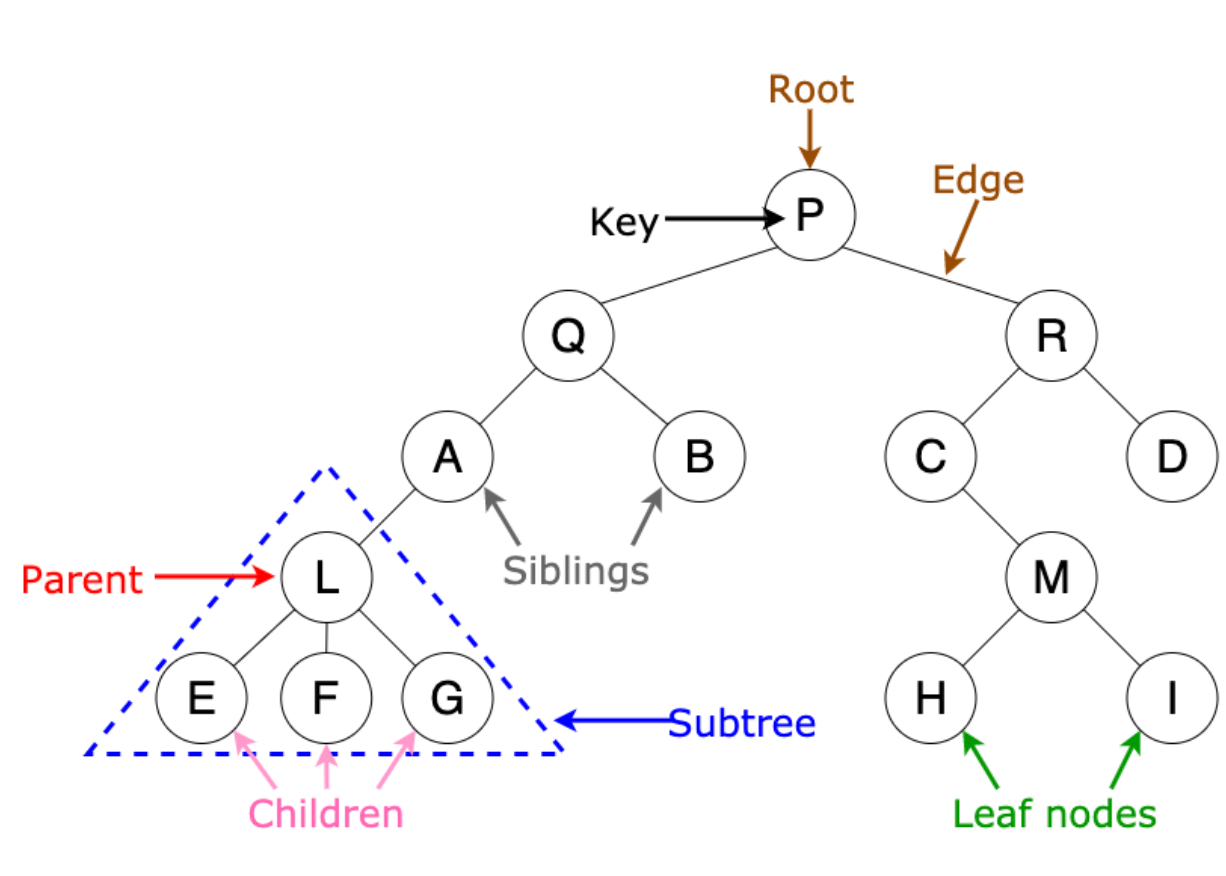 Root
Edge
Key
P
Q
R
A
B
C
D
Siblings
Parent
L
M
E
F
G
H
I
Subtree
Children
Leaf nodes